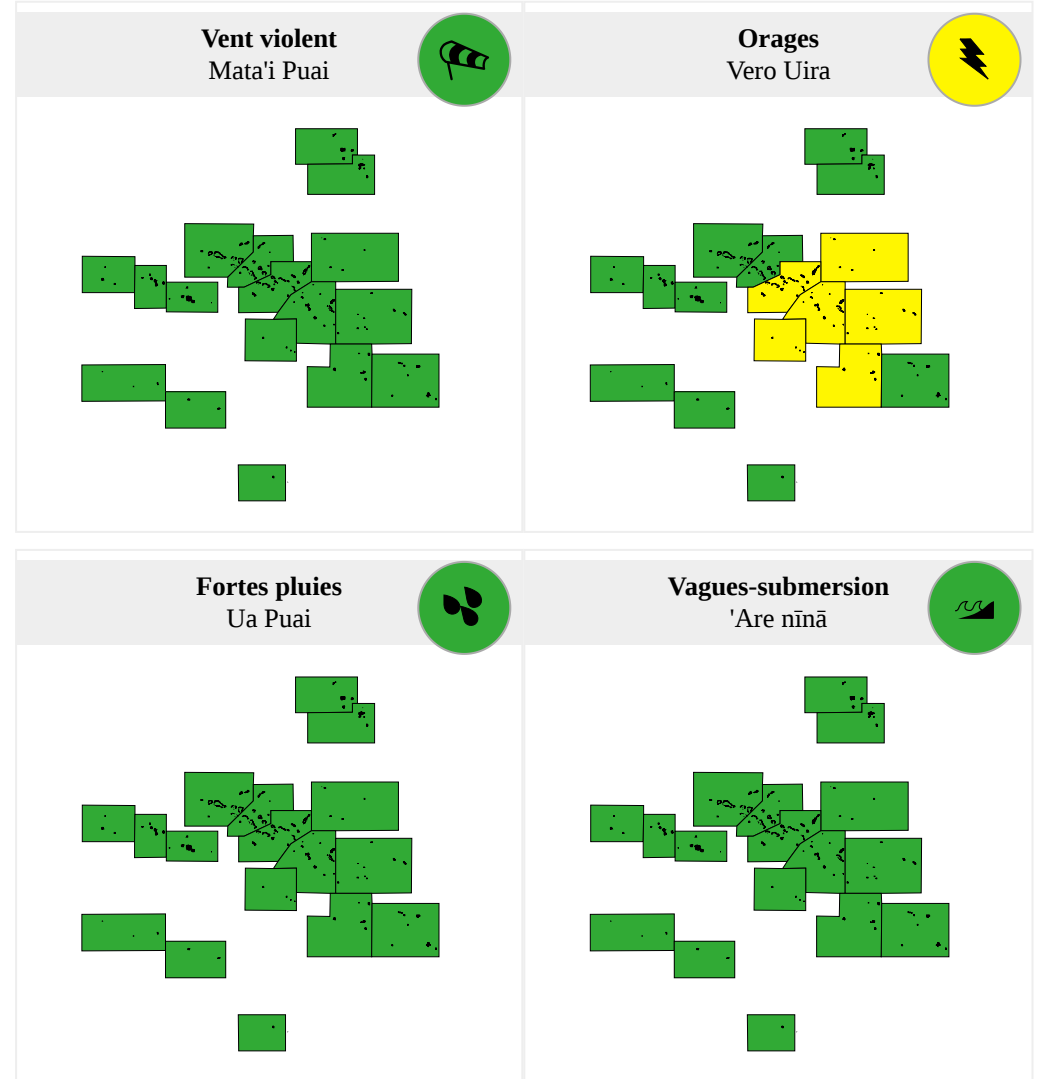 Vent violent
Mata'i Puai
Orages
Vero Uira
Fortes pluies
Ua Puai
Vagues-submersion
'Are nīnā